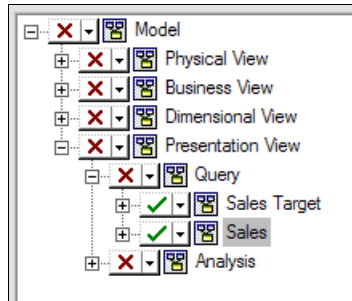 Model
Physical View
Business View
Dimensional View
Presentation View
Query
Sales Target
Sales
Analysis